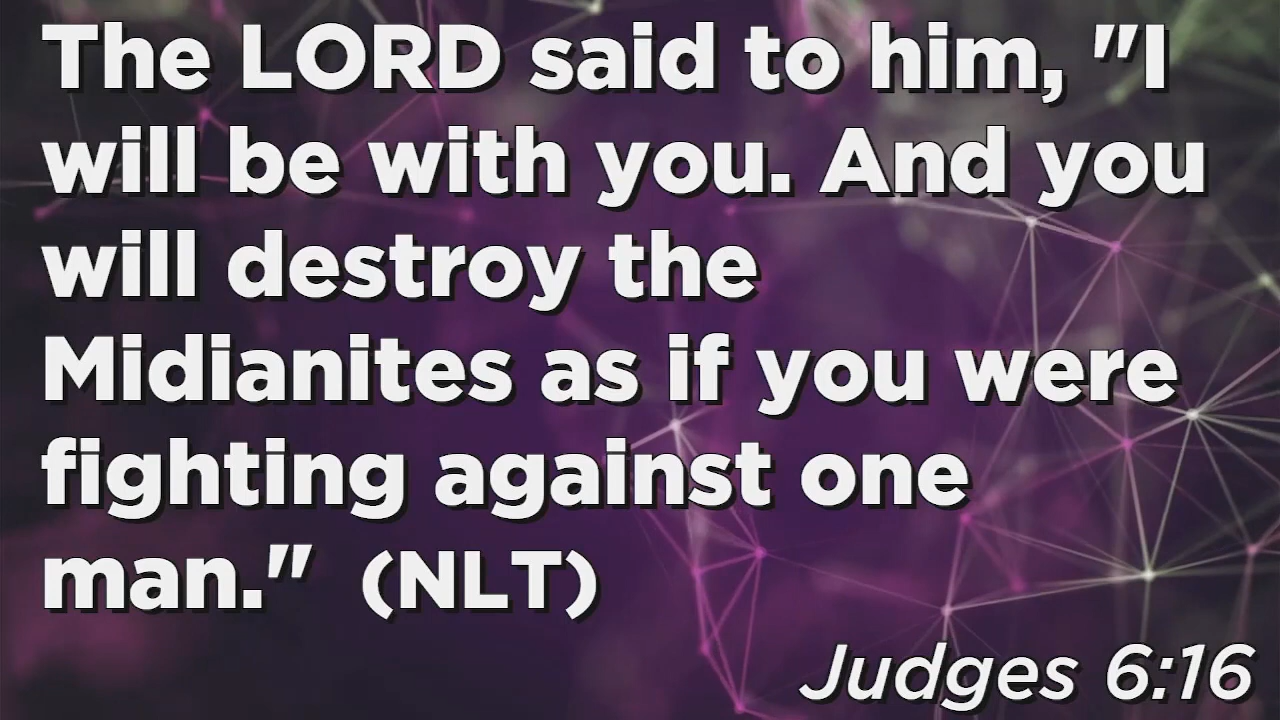 The LORD said to him, "I
will be with you. And you
will destroy the
Midianites as if you were
fighting against one
man."  (NLT)
Judges 6:16